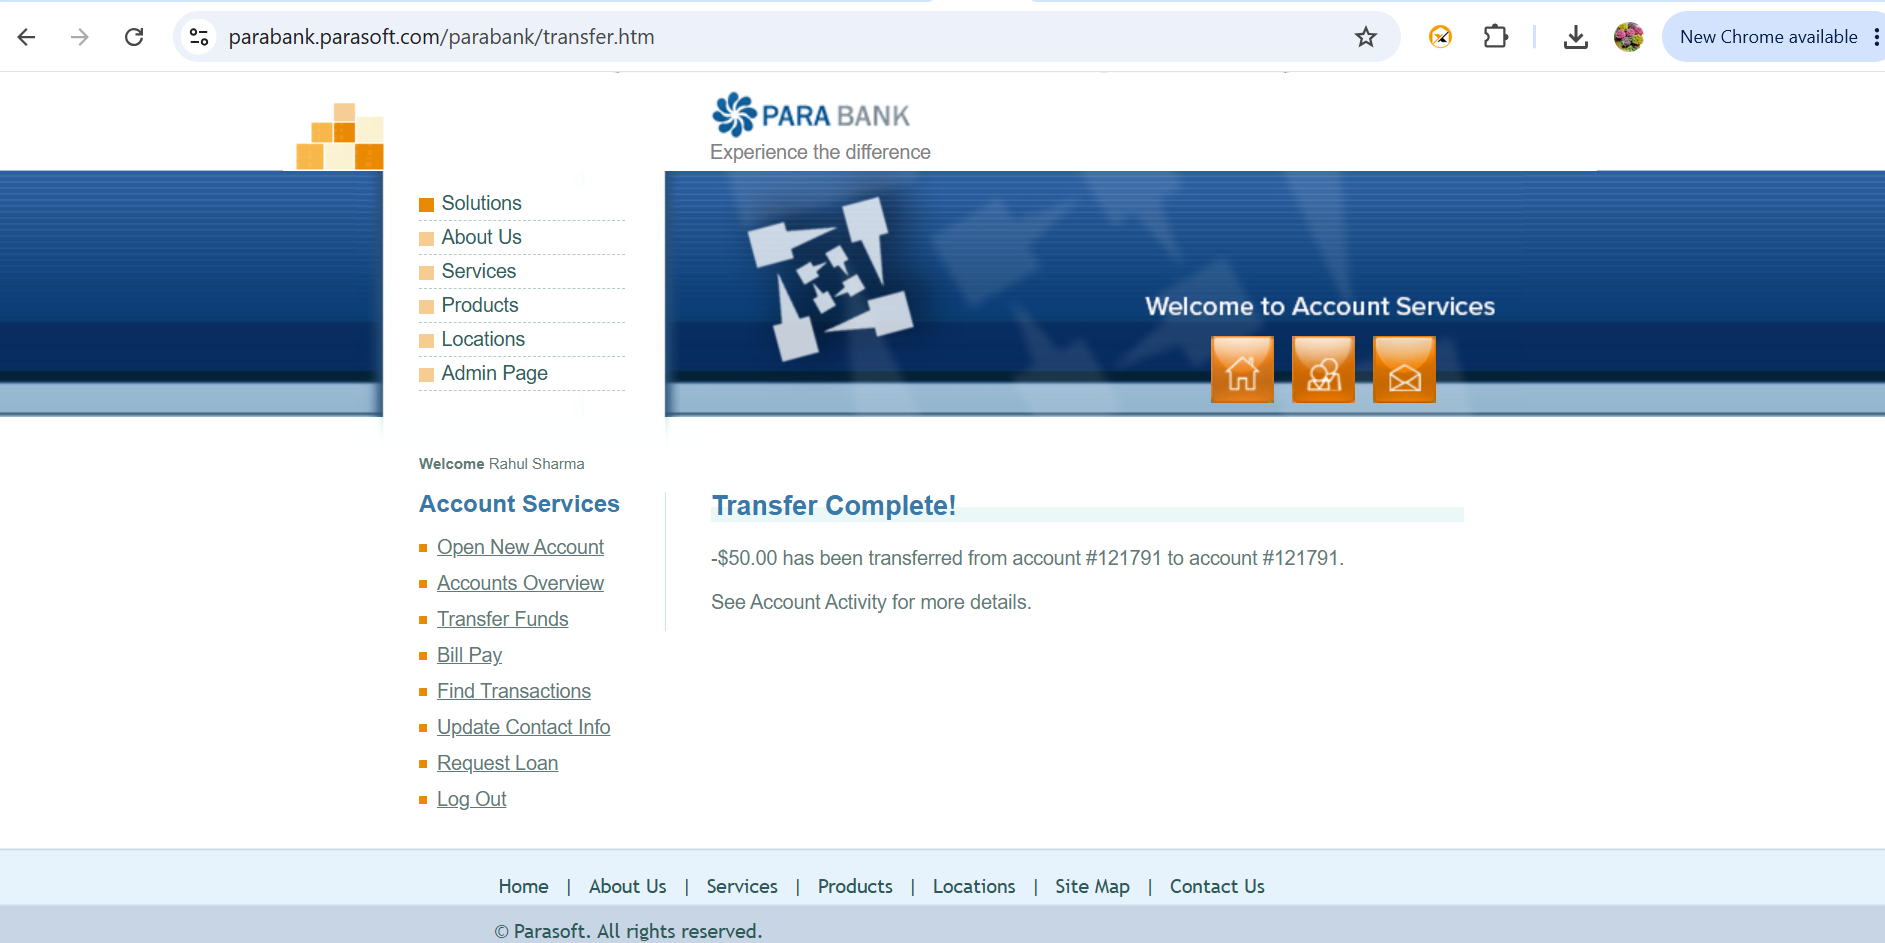 parabank.parasoft.com/parabank/transfer.htm
New Chrome available
PARA BANK
Experience the difference
Solutions
About Us
Services
Products
Locations
Admin Page
Welcome to Account Services
Welcome Rahul Sharma
Account Services
Open New Account
Accounts Overview
Transfer Funds
Bill Pay
Find Transactions
Update Contact Info
Request Loan
Log Out
Transfer Complete!
-$50.00 has been transferred from account #121791 to account #121791.
See Account Activity for more details.
Home | About Us | Services | Products | Locations | Site Map | Contact Us
© Parasoft. All rights reserved.